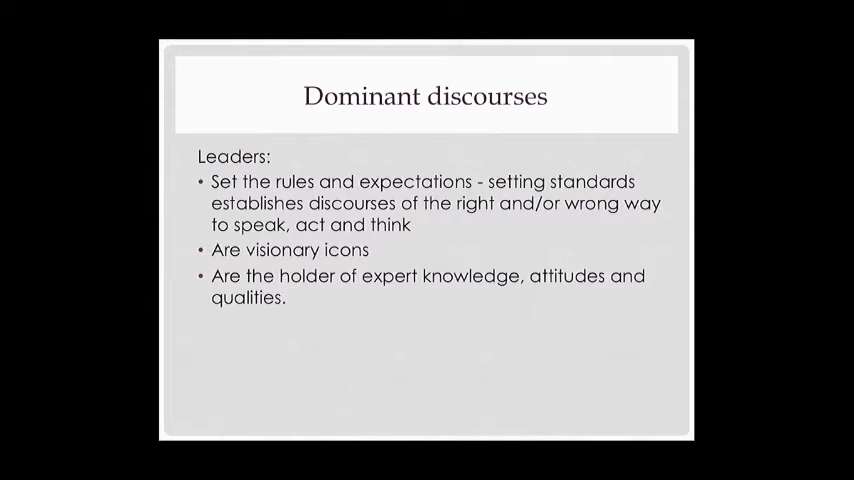 Dominant discourses
Leaders:
• Set the rules and expectations - setting standards
establishes discourses of the right and/or wrong way
to speak, act and think
• Are visionary icons
• Are the holder of expert knowledge, attitudes and
qualities.